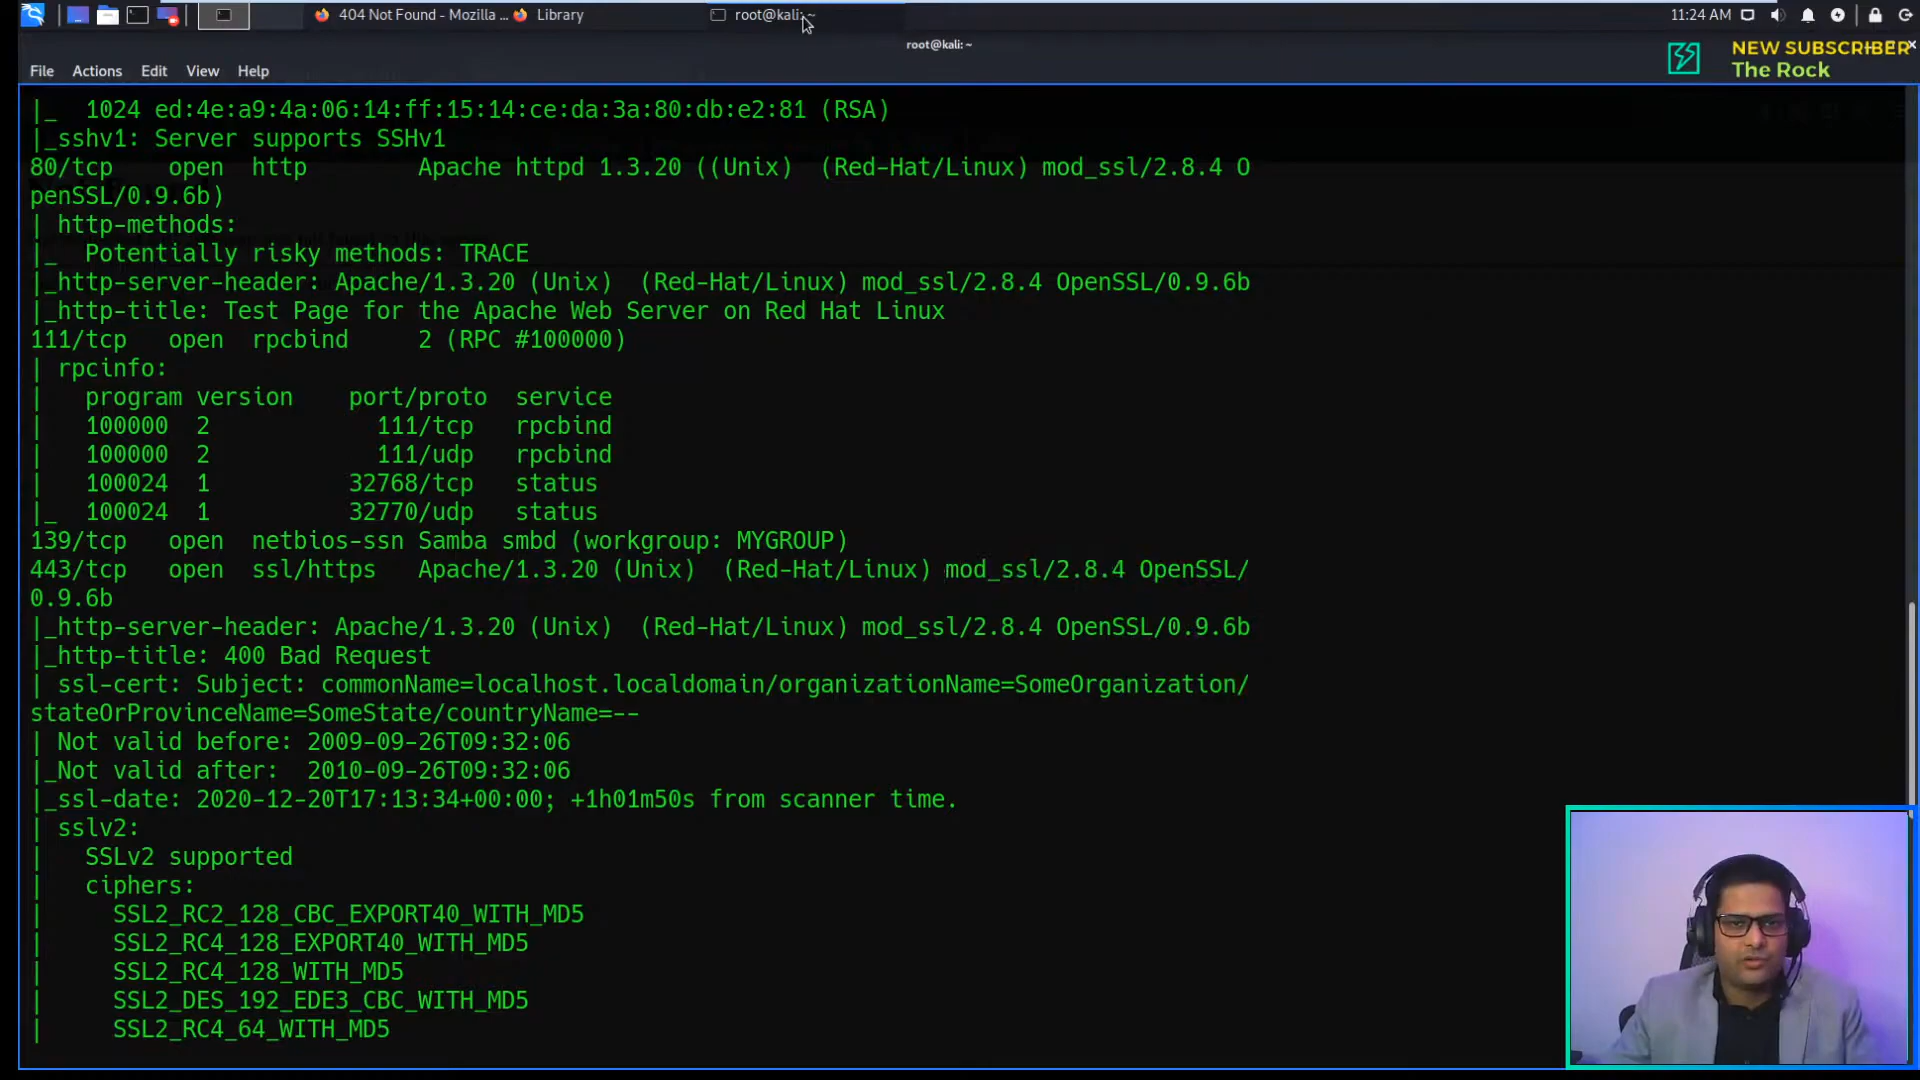 404 Not Found - Mozilla ... Library root@kali: ~ 11:24 AM
root@kali: ~
NEW SUBSCRIBER
The Rock
File Actions Edit View Help
|_  1024 ed:4e:a9:4a:06:14:ff:15:14:ce:da:3a:80:db:e2:81 (RSA)
|_sshv1: Server supports SSHv1
80/tcp    open  http        Apache httpd 1.3.20 ((Unix)  (Red-Hat/Linux) mod_ssl/2.8.4 O
penSSL/0.9.6b)
| http-methods:
|_  Potentially risky methods: TRACE
|_http-server-header: Apache/1.3.20 (Unix)  (Red-Hat/Linux) mod_ssl/2.8.4 OpenSSL/0.9.6b
|_http-title: Test Page for the Apache Web Server on Red Hat Linux
111/tcp   open  rpcbind     2 (RPC #100000)
| rpcinfo:
|   program version    port/proto  service
|   100000  2            111/tcp   rpcbind
|   100000  2            111/udp   rpcbind
|   100024  1          32768/tcp   status
|_  100024  1          32770/udp   status
139/tcp   open  netbios-ssn Samba smbd (workgroup: MYGROUP)
443/tcp   open  ssl/https   Apache/1.3.20 (Unix)  (Red-Hat/Linux) mod_ssl/2.8.4 OpenSSL/
0.9.6b
|_http-server-header: Apache/1.3.20 (Unix)  (Red-Hat/Linux) mod_ssl/2.8.4 OpenSSL/0.9.6b
|_http-title: 400 Bad Request
| ssl-cert: Subject: commonName=localhost.localdomain/organizationName=SomeOrganization/
stateOrProvinceName=SomeState/countryName=--
| Not valid before: 2009-09-26T09:32:06
|_Not valid after:  2010-09-26T09:32:06
|_ssl-date: 2020-12-20T17:13:34+00:00; +1h01m50s from scanner time.
| sslv2:
|   SSLv2 supported
|   ciphers:
|     SSL2_RC2_128_CBC_EXPORT40_WITH_MD5
|     SSL2_RC4_128_EXPORT40_WITH_MD5
|     SSL2_RC4_128_WITH_MD5
|     SSL2_DES_192_EDE3_CBC_WITH_MD5
|     SSL2_RC4_64_WITH_MD5